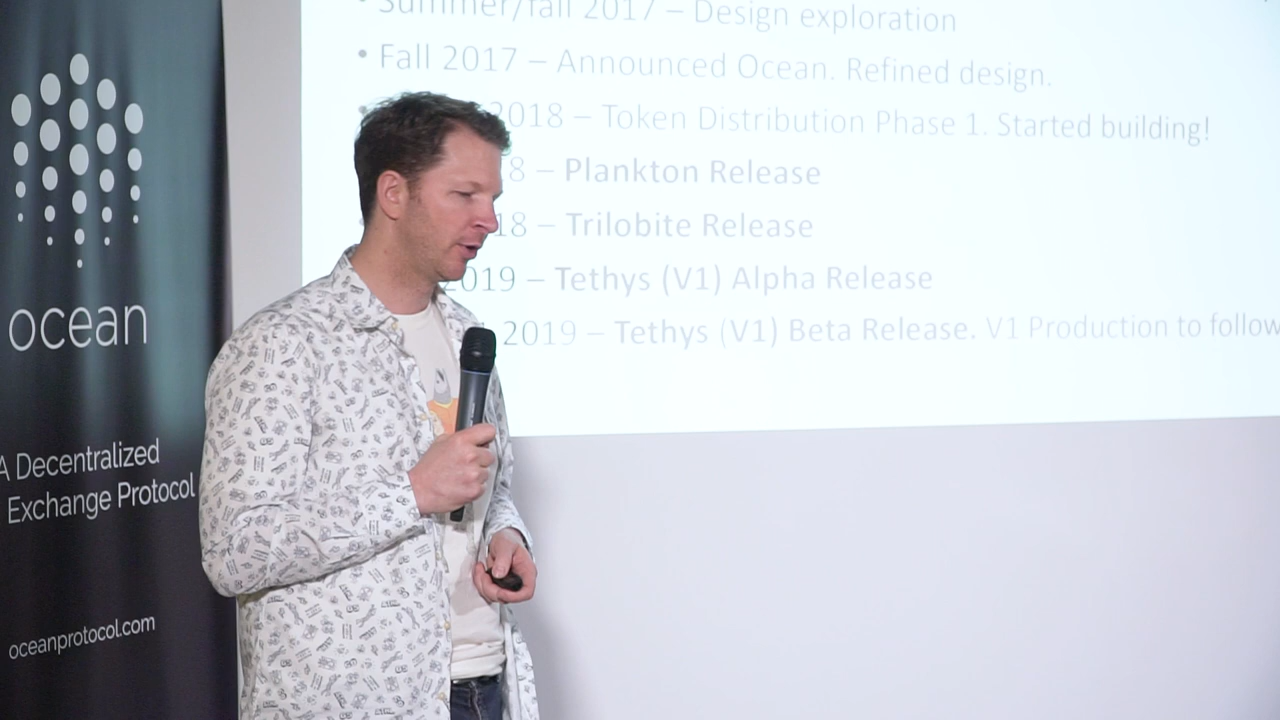 ocean
A Decentralized
Exchange Protocol
oceanprotocol.com
• Summer/fall 2017 – Design exploration
• Fall 2017 – Announced Ocean. Refined design.
2018 – Token Distribution Phase 1. Started building!
8 – Plankton Release
18 – Trilobite Release
2019 – Tethys (V1) Alpha Release
2019 – Tethys (V1) Beta Release. V1 Production to follow